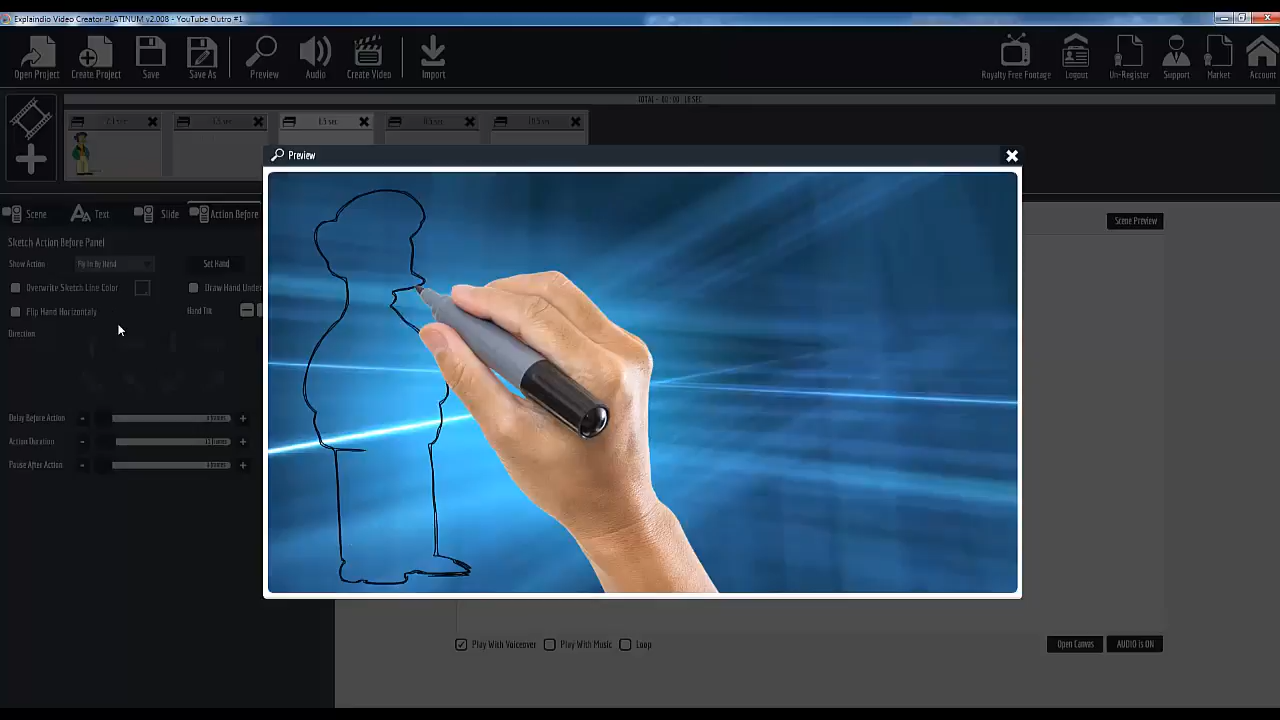 Explaindio Video Creator PLATINUM v2.008 - YouTube Outro #1
Open Project Create Project Save Save As Preview Audio Create Video Import Royalty Free Footage Logout Un-Register Support Market Account
Preview
Scene Text Slide Action Before
Scene Preview
Sketch Action Before Panel
Show Action Fly In By Hand Set Hand
Overwrite Sketch Line Color Draw Hand Under
Flip Hand Horizontally
Direction
Delay Before Action - +
Action Duration - +
Pause After Action - +
Play With Voiceover Play With Music Loop Open Canvas AUDIO is ON